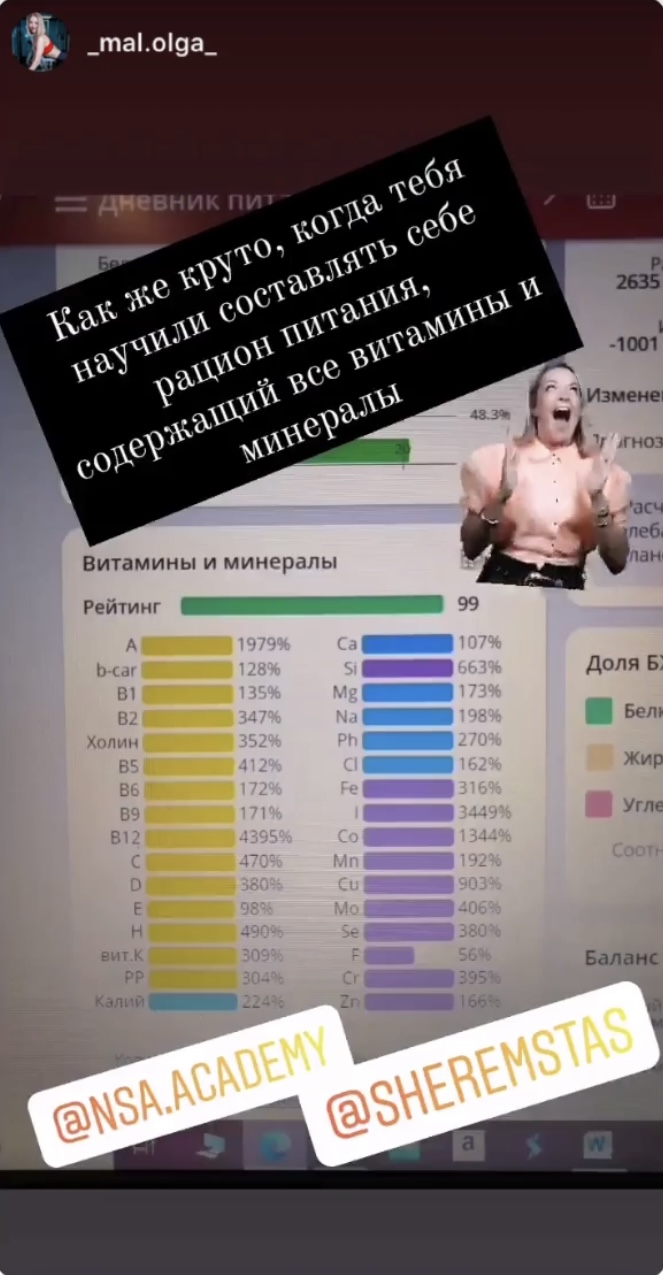 _mal.olga_
Дневник
Как же круто, когда тебя
научили составлять себе
рацион питания,
содержащий все витамины и
минералы
2635
-1001
48.3%
20
Витамины и минералы
Рейтинг 99
A 1979% Ca 107%
b-car 128% Si 663%
B1 135% Mg 173%
B2 347% Na 198%
Холин 352% Ph 270%
B5 412% Cl 162%
B6 172% Fe 316%
B9 171% I 3449%
B12 4395% Co 1344%
C 470% Mn 192%
D 380% Cu 903%
E 98% Mo 406%
H 490% Se 380%
вит.К 309% F 56%
PP 304% Cr 395%
Калий 224% Zn 166%
Доля
Баланс
@NSA.ACADEMY
@SHEREMSTAS
a
W